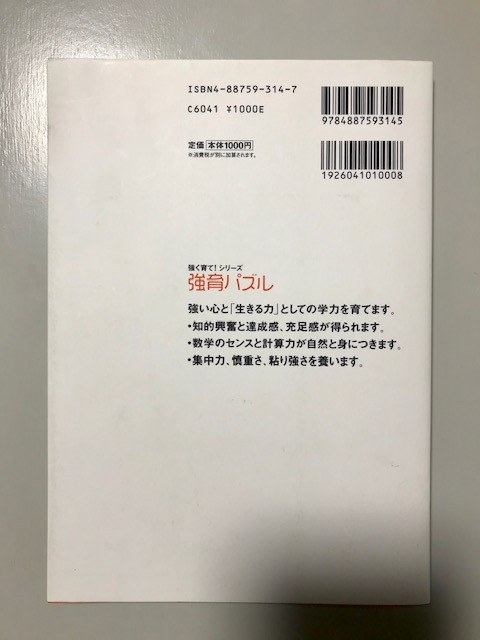 ISBN4-88759-314-7
C6041 ¥1000E
9784887593145
定価 本体1000円
※消費税が別に加算されます。
1926041010008
強く育て!シリーズ
強育パズル
強い心と「生きる力」としての学力を育てます。
・知的興奮と達成感、充足感が得られます。
・数学のセンスと計算力が自然と身につきます。
・集中力、慎重さ、粘り強さを養います。